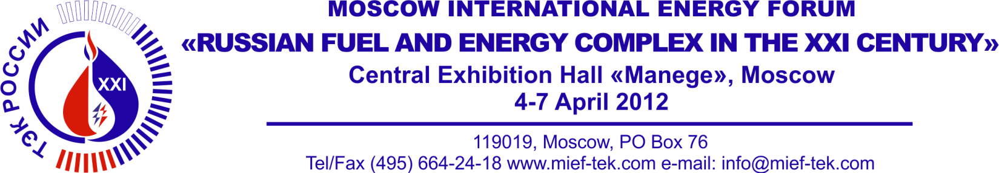 ТЭК РОССИИ
XXI
MOSCOW INTERNATIONAL ENERGY FORUM
«RUSSIAN FUEL AND ENERGY COMPLEX IN THE XXI CENTURY»
Central Exhibition Hall «Manege», Moscow
4-7 April 2012
119019, Moscow, PO Box 76
Tel/Fax (495) 664-24-18 www.mief-tek.com e-mail: info@mief-tek.com